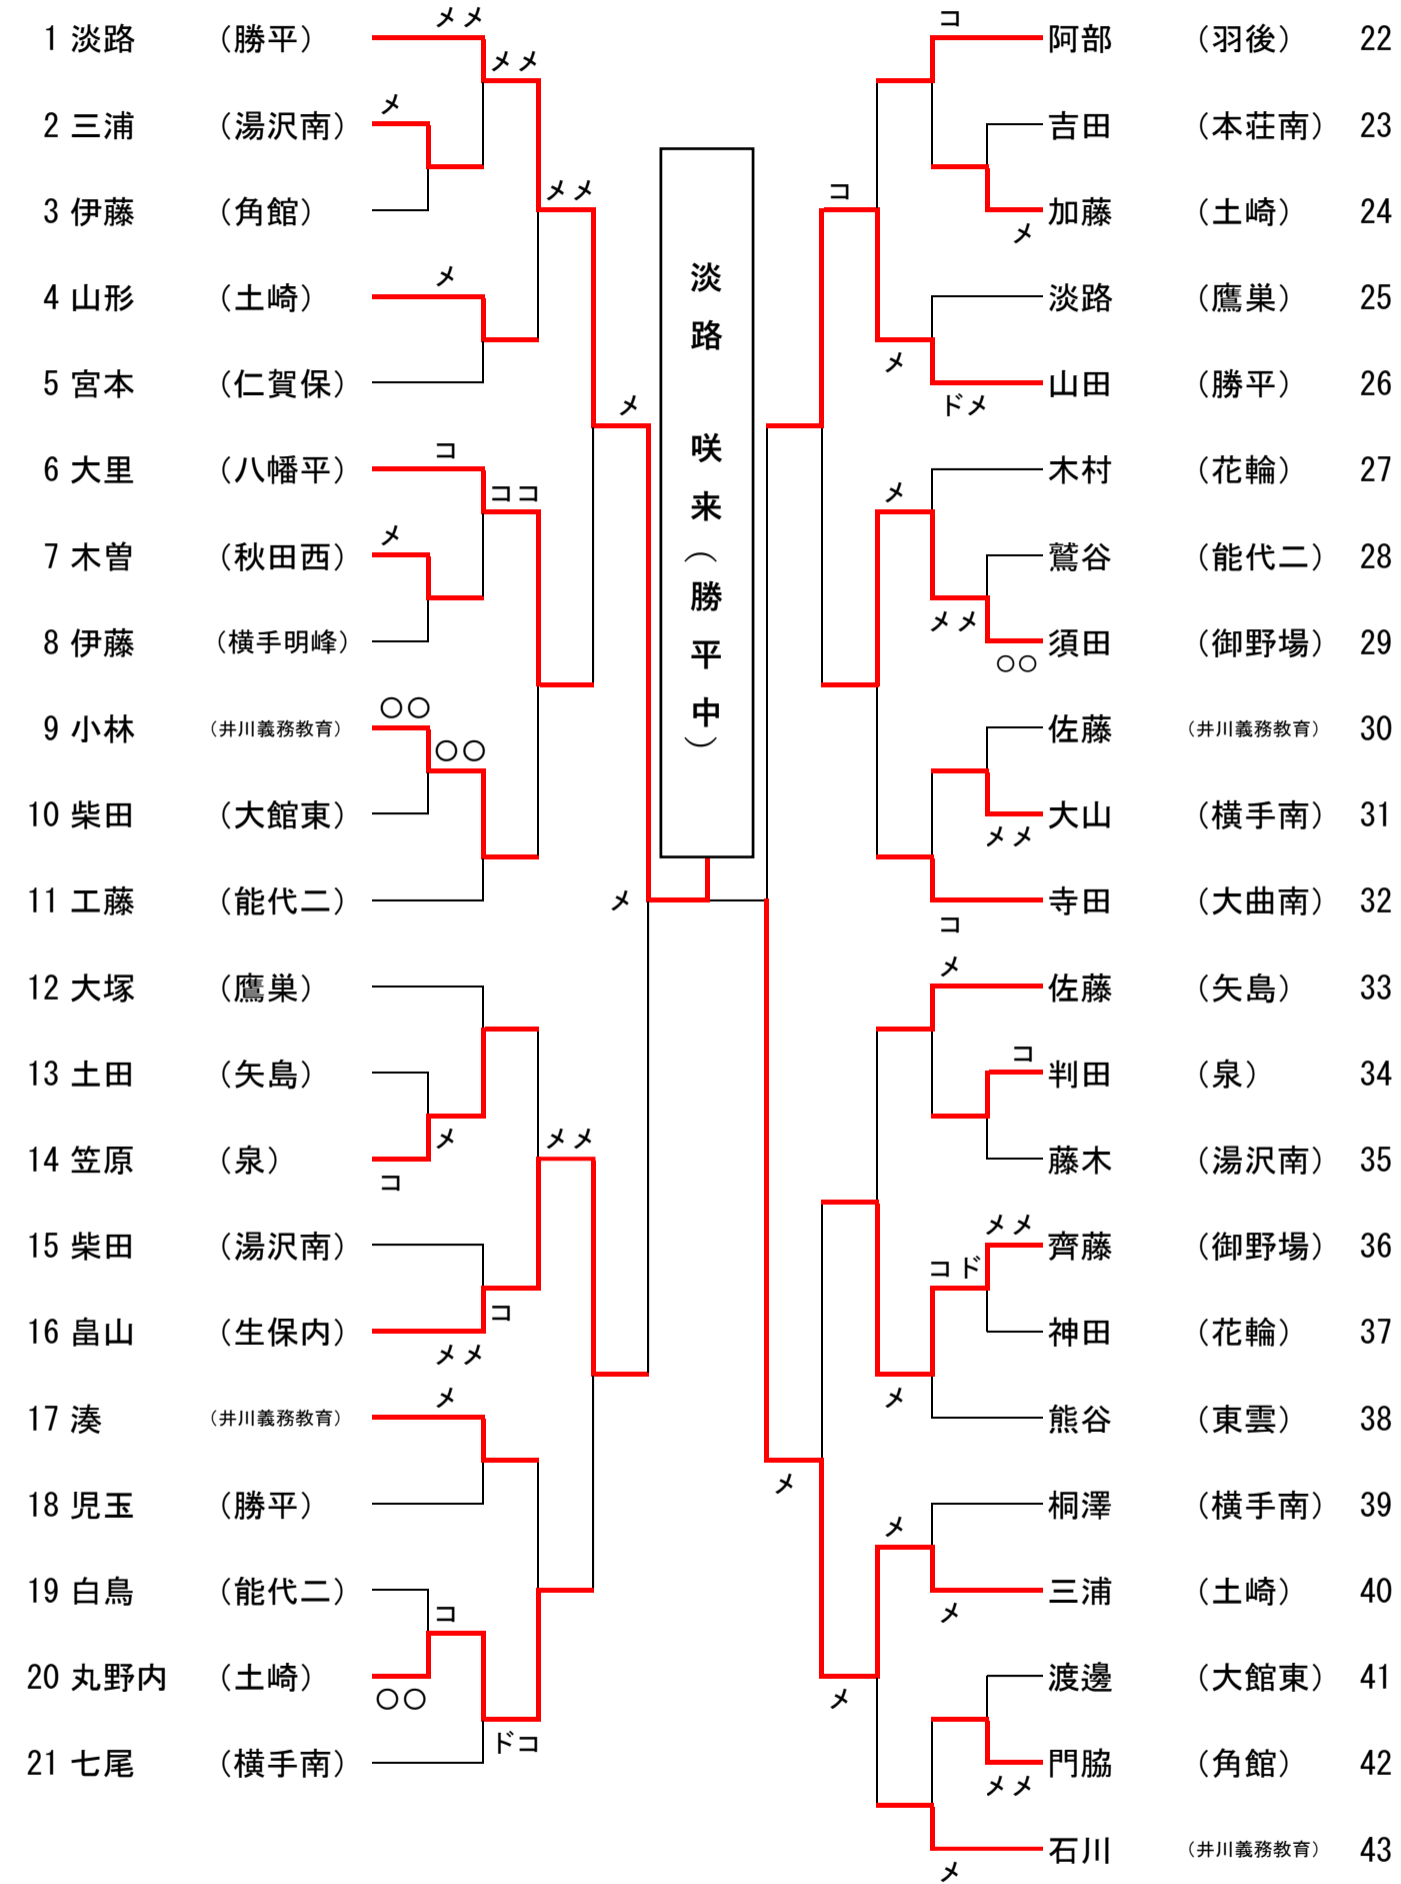 1 淡路 （勝平）
2 三浦 （湯沢南）
3 伊藤 （角館）
4 山形 （土崎）
5 宮本 （仁賀保）
6 大里 （八幡平）
7 木曽 （秋田西）
8 伊藤 （横手明峰）
9 小林 （井川義務教育）
10 柴田 （大館東）
11 工藤 （能代二）
12 大塚 （鷹巣）
13 土田 （矢島）
14 笠原 （泉）
15 柴田 （湯沢南）
16 畠山 （生保内）
17 湊 （井川義務教育）
18 児玉 （勝平）
19 白鳥 （能代二）
20 丸野内 （土崎）
21 七尾 （横手南）
メメ
メメ
メ
メメ
メ
メ
コ
ココ
メ
〇〇
〇〇
メ
メ
コ
メメ
コ
メメ
メ
コ
〇〇
ドコ
淡路 咲来（勝平中）
コ
コ
メ
メ
ドメ
メ
メメ
〇〇
メメ
コ
メ
コ
メメ
コド
メ
メ
メ
メ
メ
メメ
メ
阿部 （羽後） 22
吉田 （本荘南） 23
加藤 （土崎） 24
淡路 （鷹巣） 25
山田 （勝平） 26
木村 （花輪） 27
鷲谷 （能代二） 28
須田 （御野場） 29
佐藤 （井川義務教育） 30
大山 （横手南） 31
寺田 （大曲南） 32
佐藤 （矢島） 33
判田 （泉） 34
藤木 （湯沢南） 35
齊藤 （御野場） 36
神田 （花輪） 37
熊谷 （東雲） 38
桐澤 （横手南） 39
三浦 （土崎） 40
渡邊 （大館東） 41
門脇 （角館） 42
石川 （井川義務教育） 43